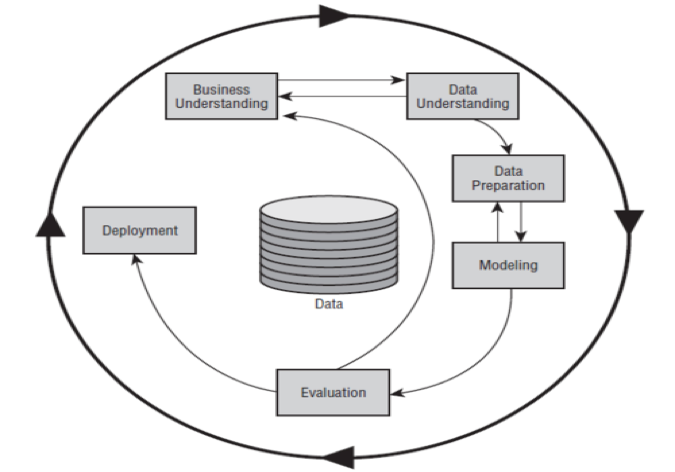 Business
Understanding
Data
Understanding
Data
Preparation
Deployment
Modeling
Data
Evaluation